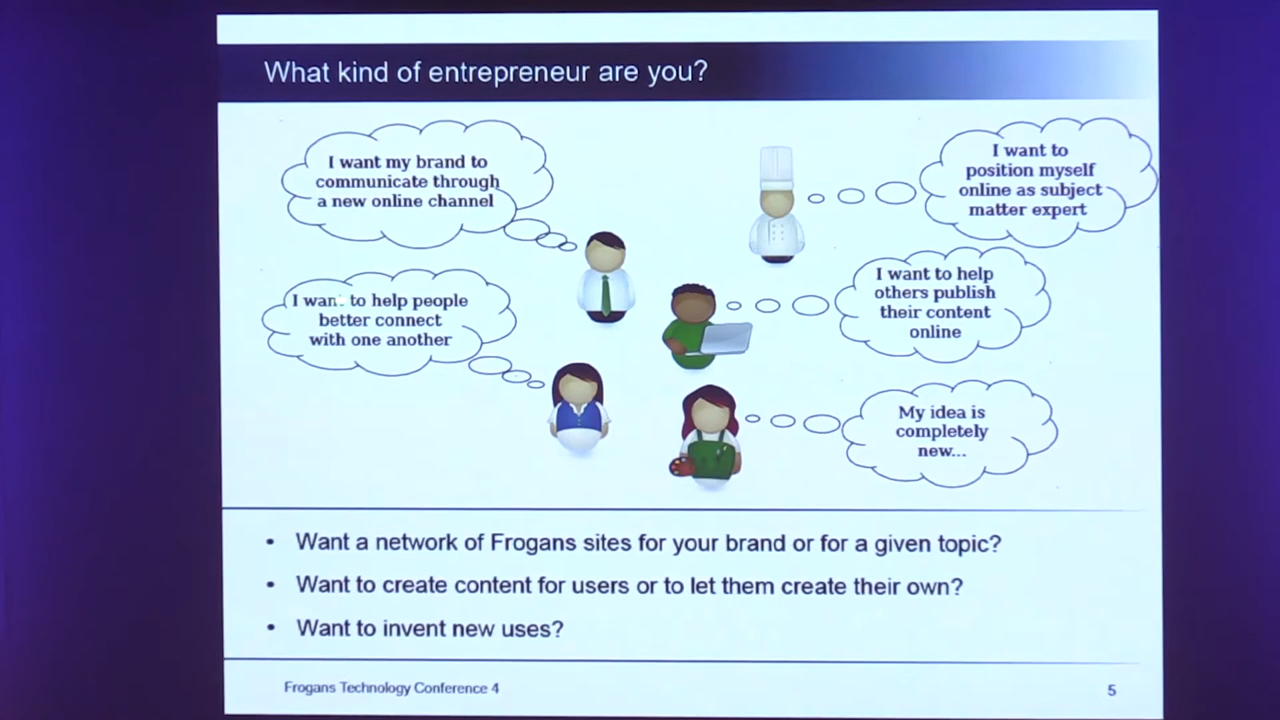 What kind of entrepreneur are you?
I want my brand to
communicate through
a new online channel
I want to
position myself
online as subject
matter expert
I want to help people
better connect
with one another
I want to help
others publish
their content
online
My idea is
completely
new...
• Want a network of Frogans sites for your brand or for a given topic?
• Want to create content for users or to let them create their own?
• Want to invent new uses?
Frogans Technology Conference 4
5